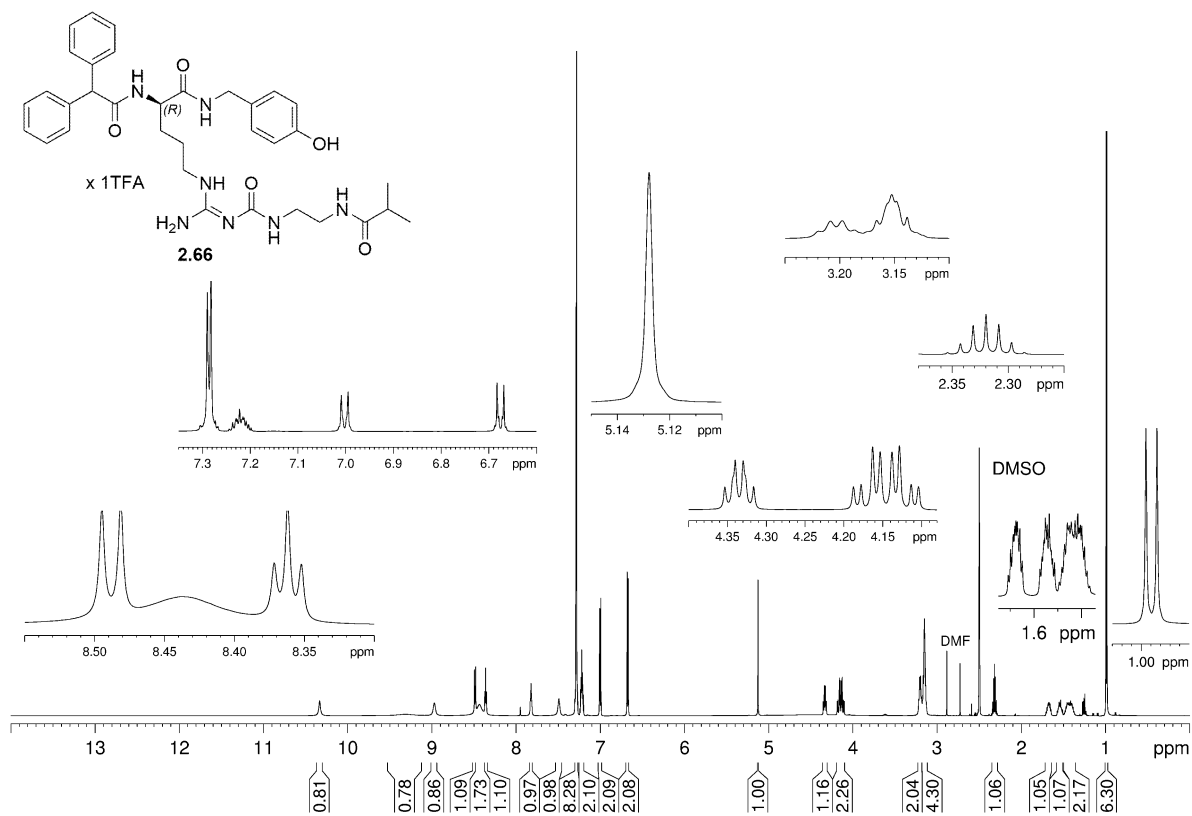 H
N
O
(R)
N
H
O
OH
x 1TFA
NH
O
H2N
N
N
H
H
N
O
2.66
3.20 3.15 ppm
2.35 2.30 ppm
5.14 5.12 ppm
7.3 7.2 7.1 7.0 6.9 6.8 6.7 ppm
DMSO
4.35 4.30 4.25 4.20 4.15 ppm
1.6 ppm
1.00 ppm
8.50 8.45 8.40 8.35 ppm
DMF
13 12 11 10 9 8 7 6 5 4 3 2 1 ppm
0.81 0.78 0.86 1.09 1.73 1.10 0.97 0.98 8.28 2.10 2.09 2.08 1.00 1.16 2.26 2.04 4.30 1.06 1.05 1.07 2.17 6.30